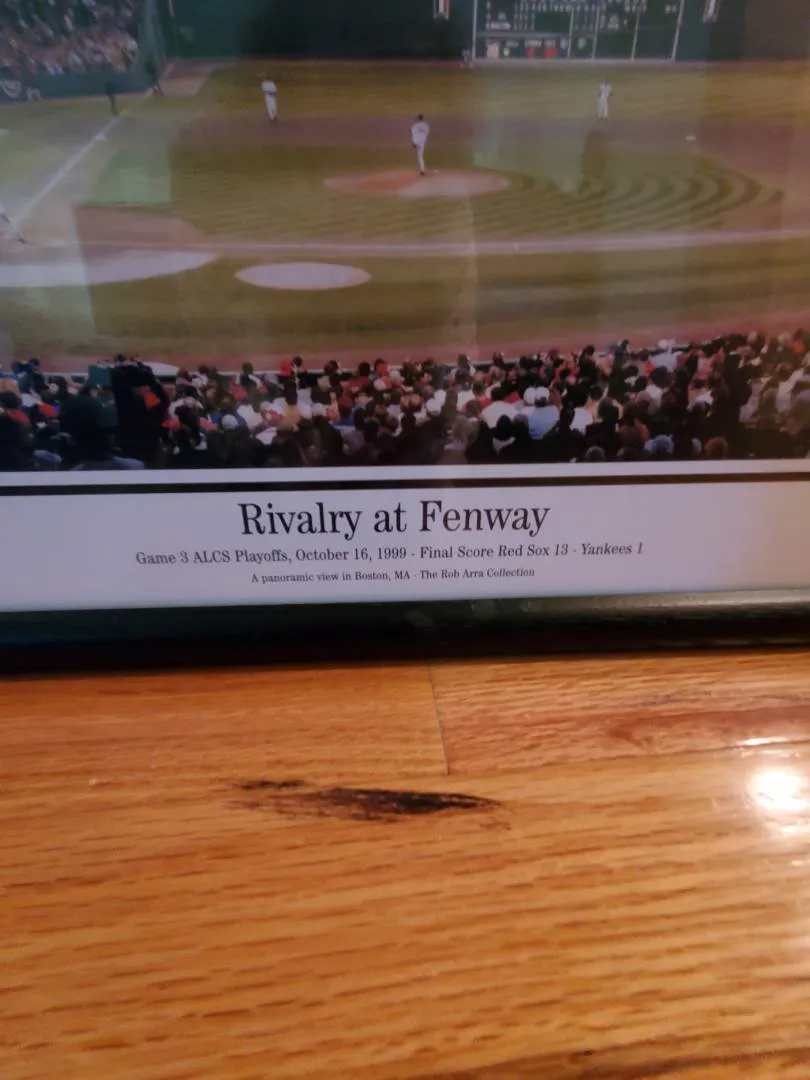 Rivalry at Fenway
Game 3 ALCS Playoffs, October 16, 1999 - Final Score Red Sox 13 - Yankees 1
A panoramic view in Boston, MA - The Rob Arra Collection